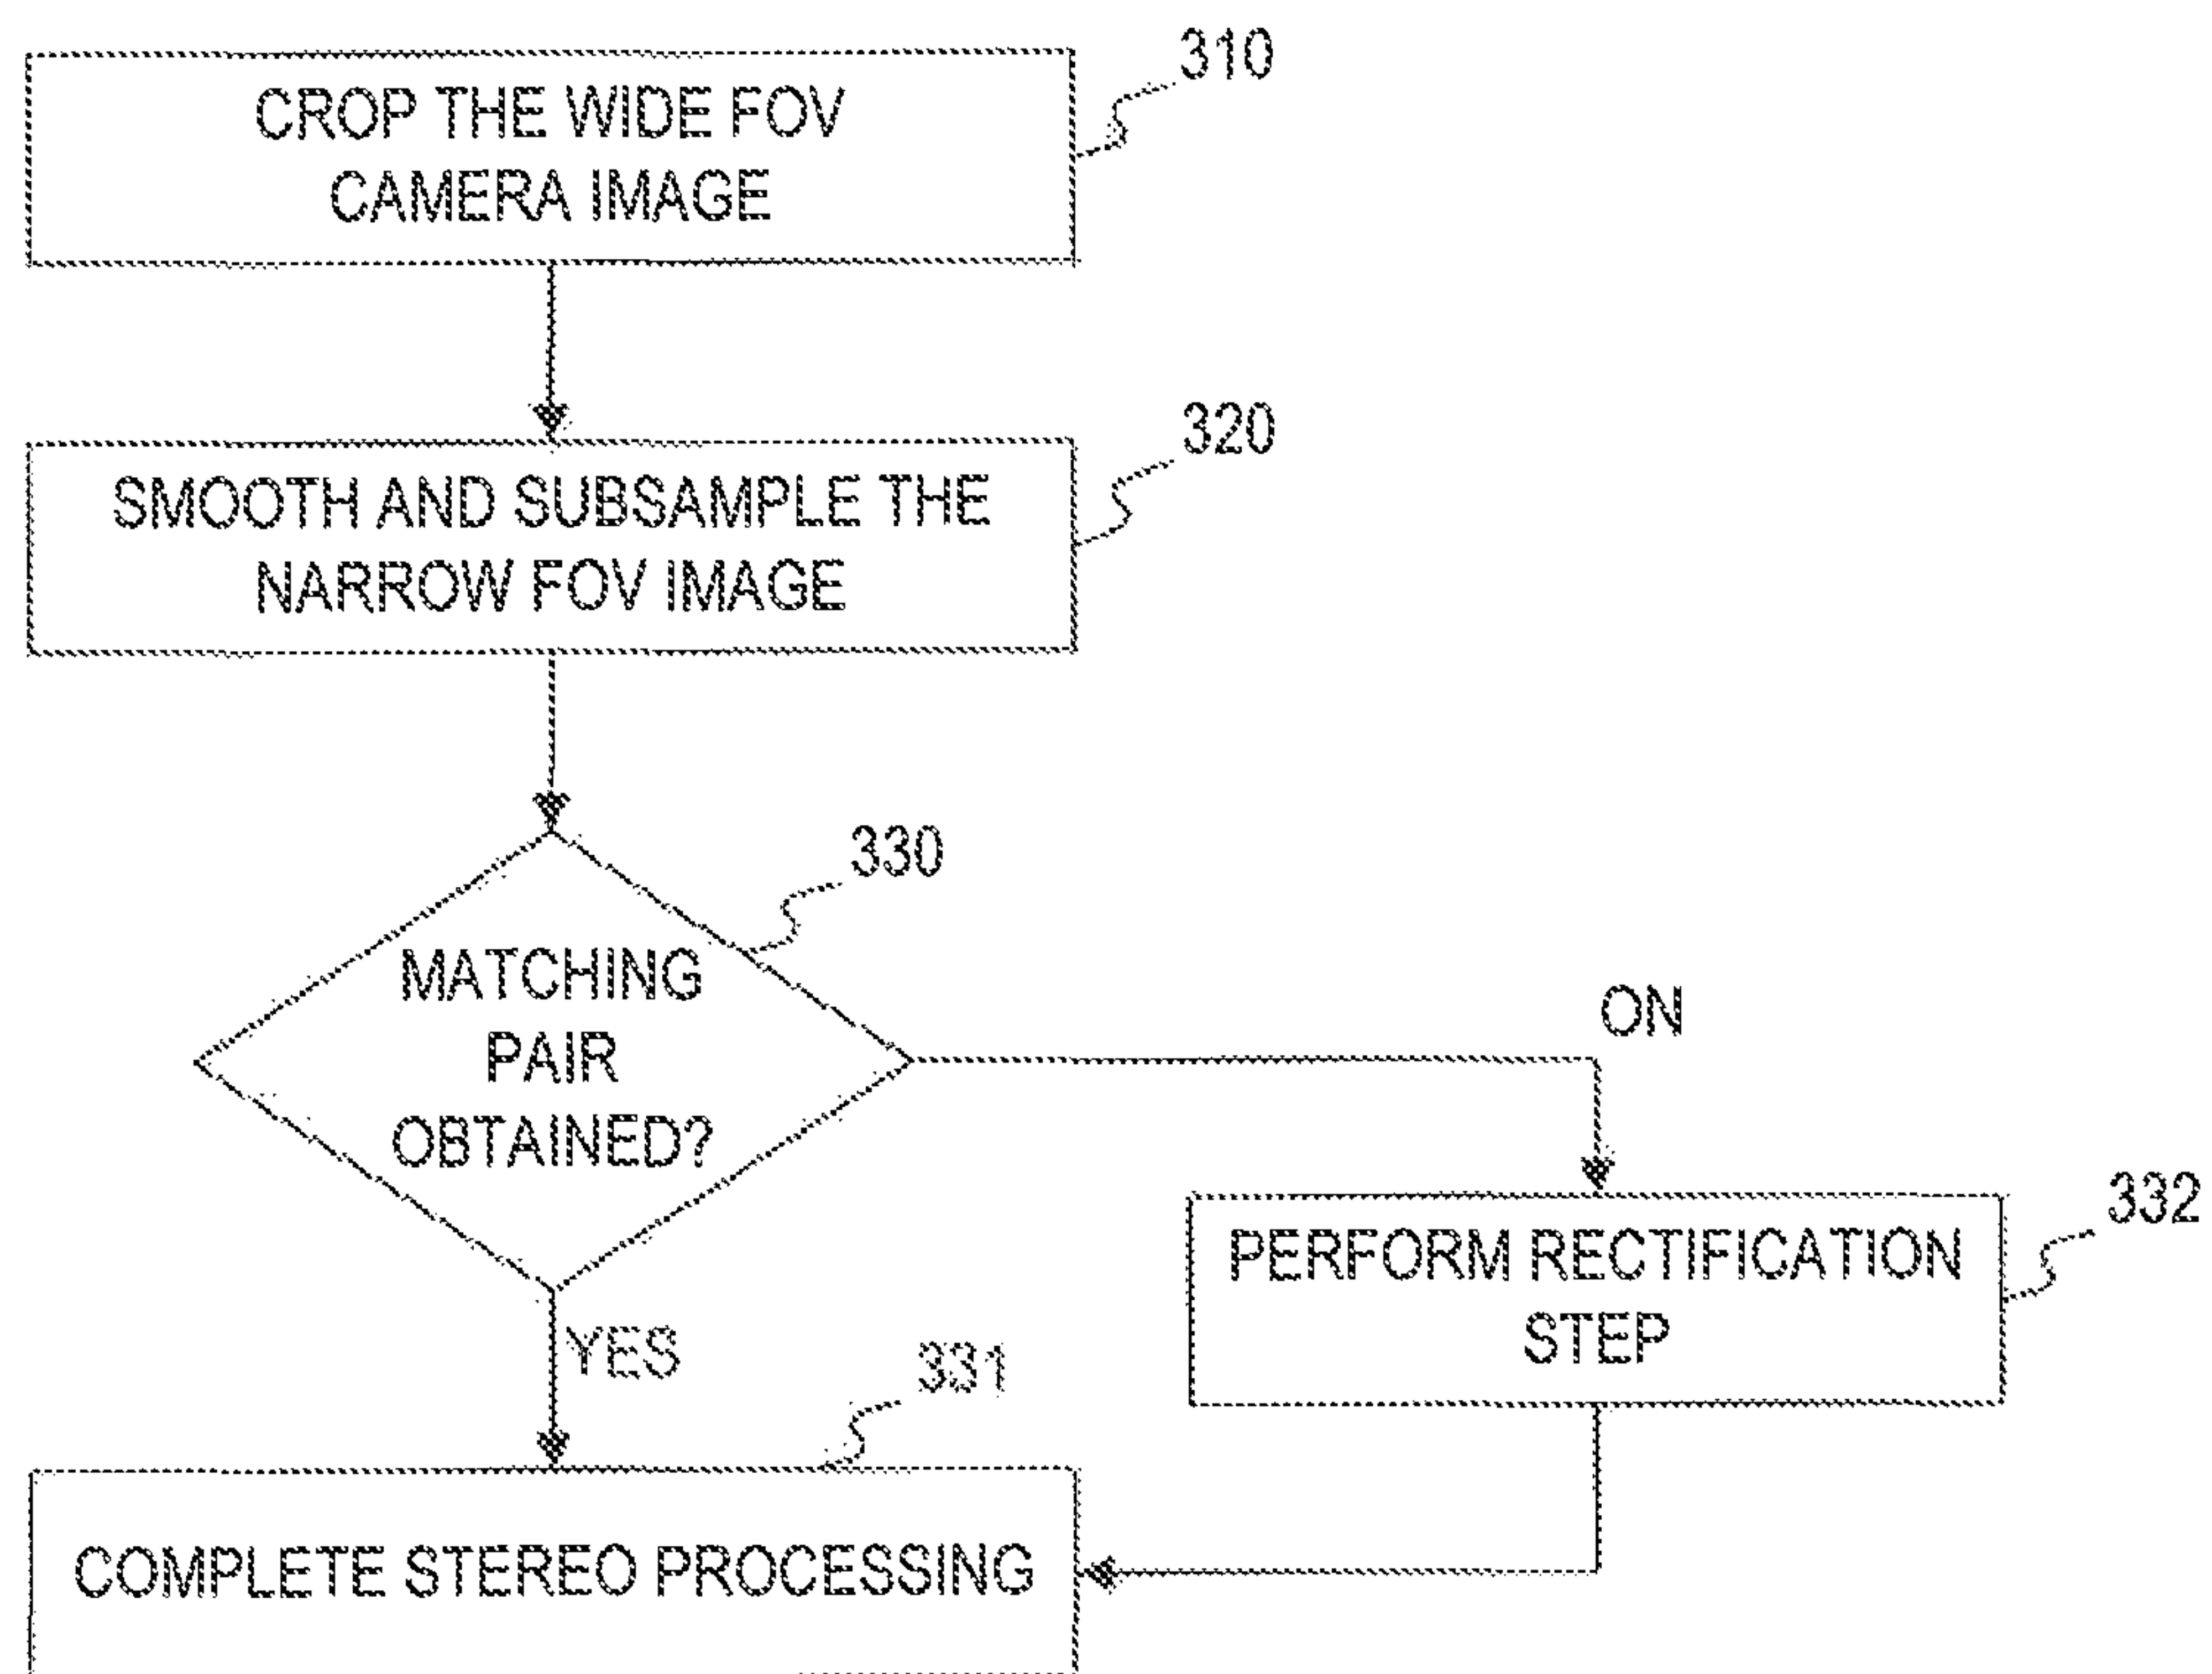 310
CROP THE WIDE FOV
CAMERA IMAGE
320
SMOOTH AND SUBSAMPLE THE
NARROW FOV IMAGE
330
MATCHING
PAIR
OBTAINED?
ON
332
PERFORM RECTIFICATION
STEP
YES
331
COMPLETE STEREO PROCESSING